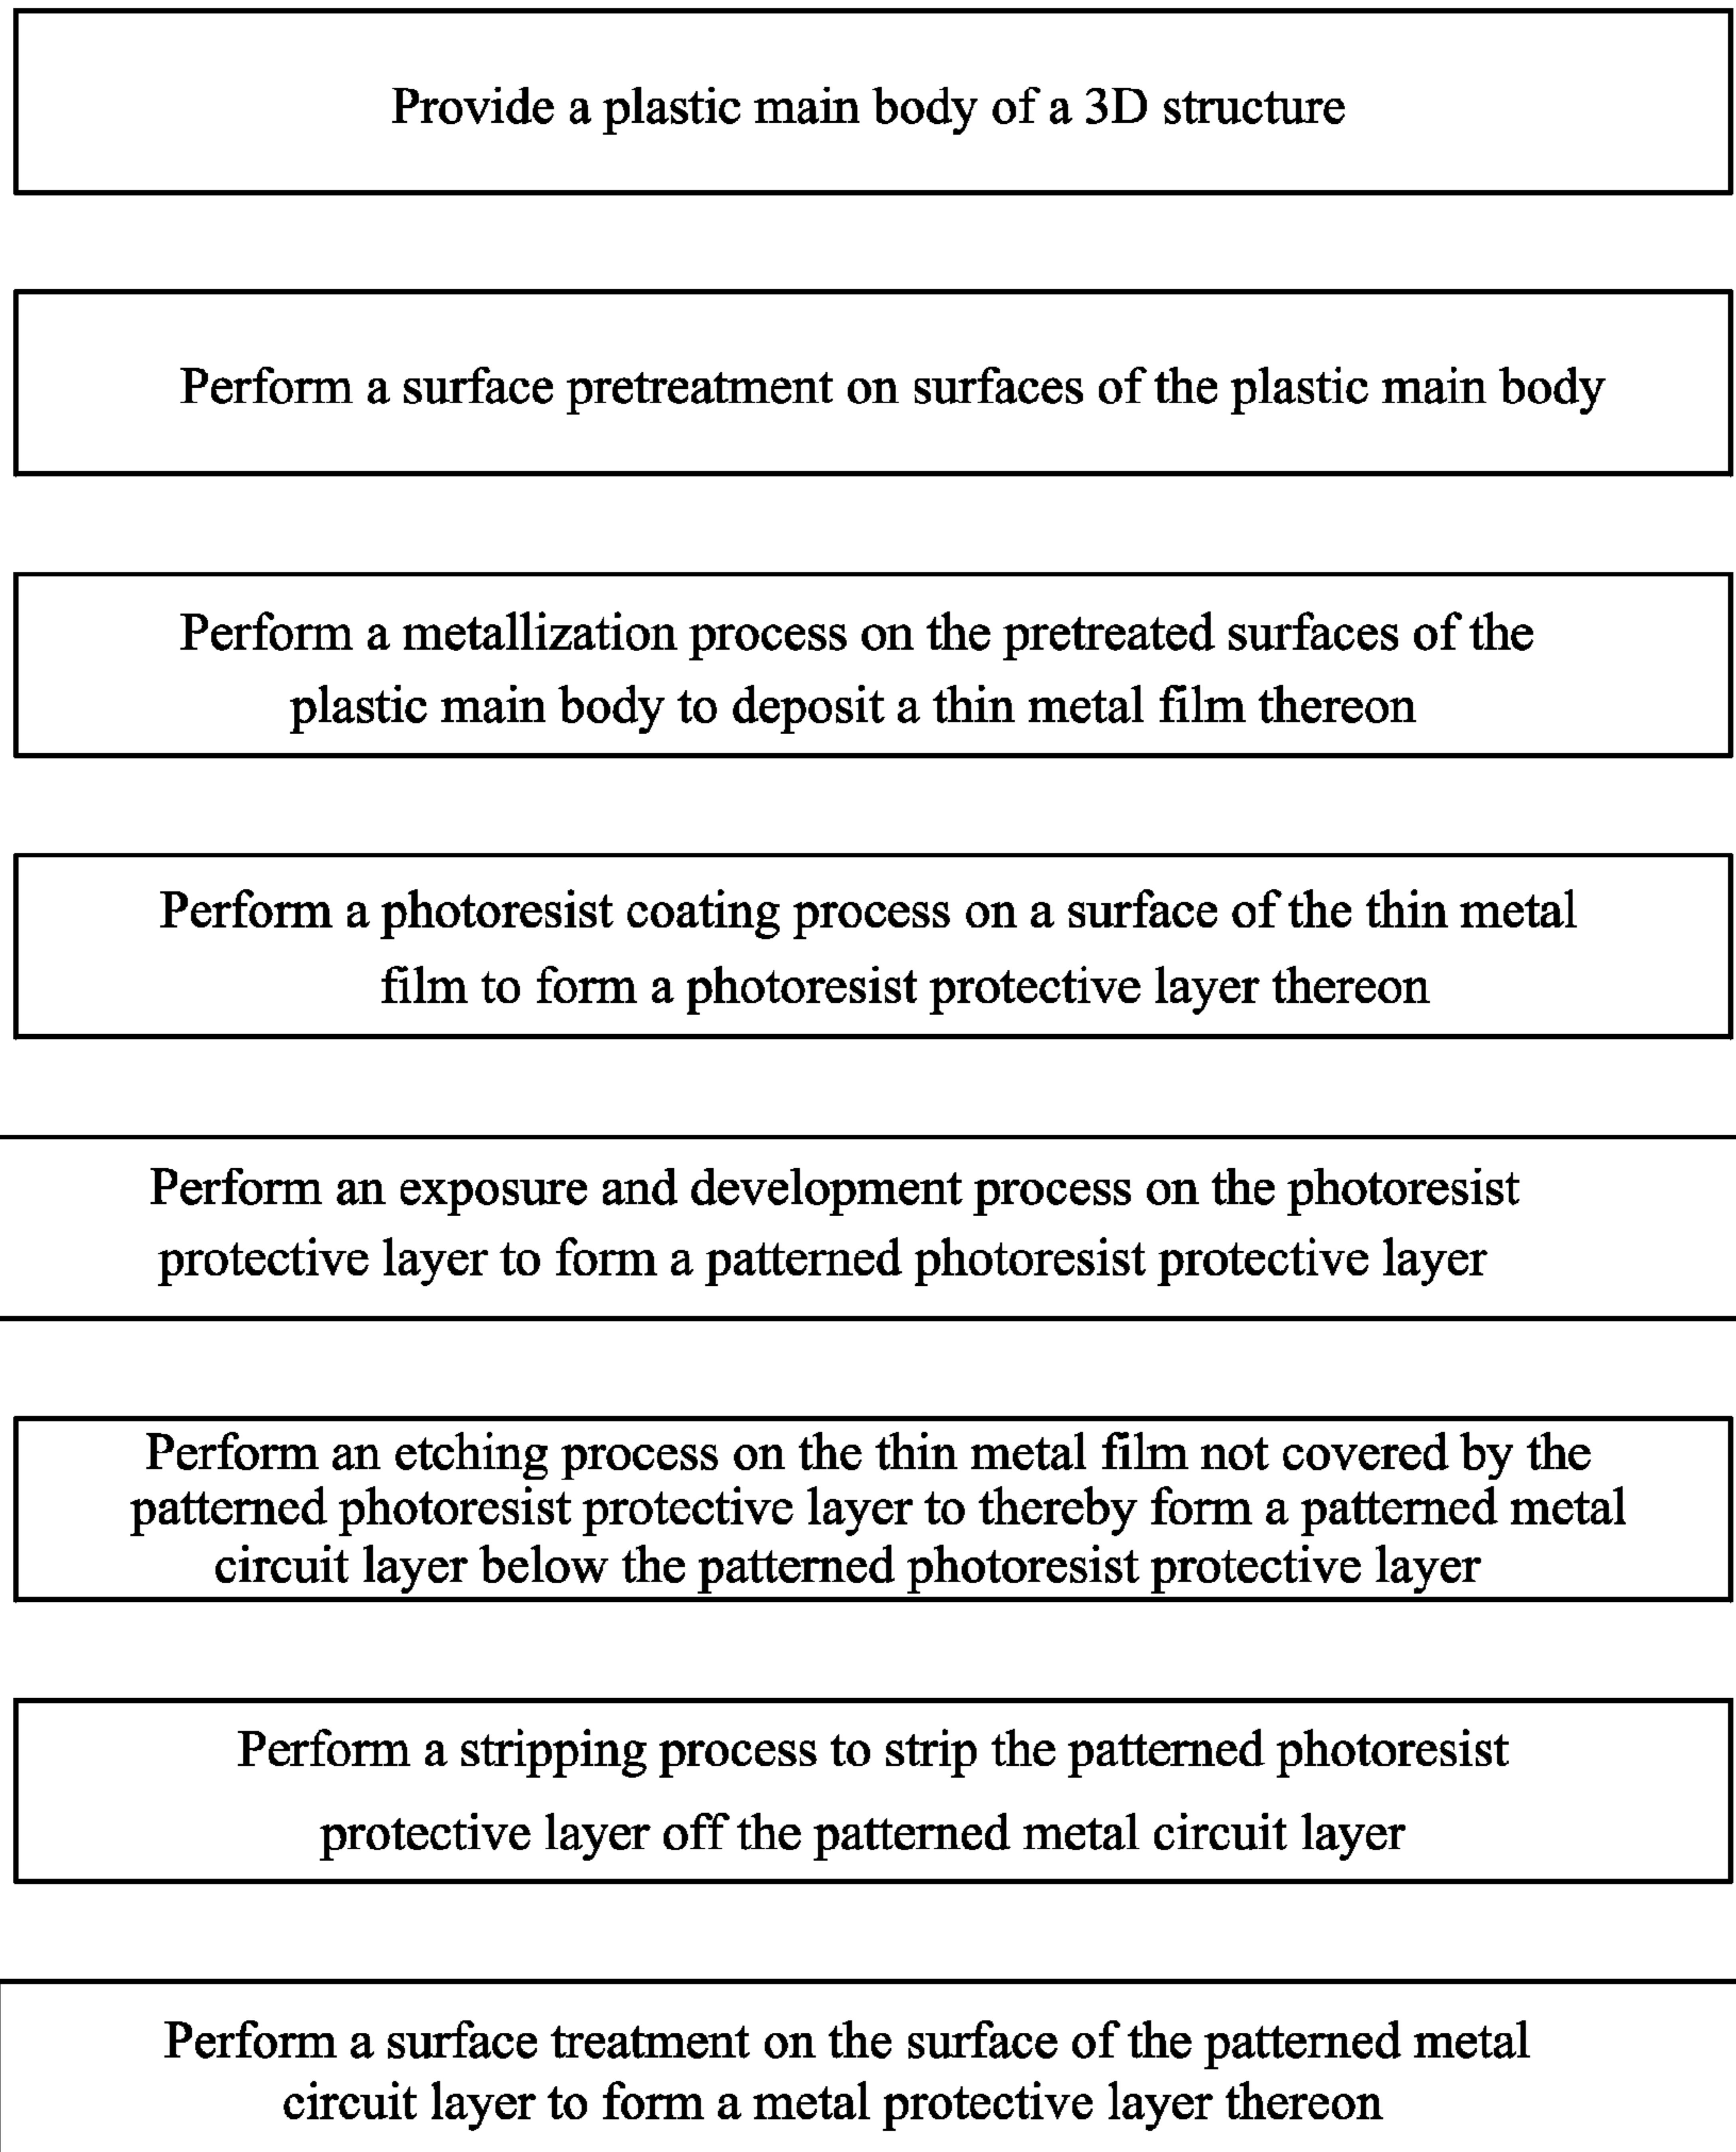 Provide a plastic main body of a 3D structure
Perform a surface pretreatment on surfaces of the plastic main body
Perform a metallization process on the pretreated surfaces of the
plastic main body to deposit a thin metal film thereon
Perform a photoresist coating process on a surface of the thin metal
film to form a photoresist protective layer thereon
Perform an exposure and development process on the photoresist
protective layer to form a patterned photoresist protective layer
Perform an etching process on the thin metal film not covered by the
patterned photoresist protective layer to thereby form a patterned metal
circuit layer below the patterned photoresist protective layer
Perform a stripping process to strip the patterned photoresist
protective layer off the patterned metal circuit layer
Perform a surface treatment on the surface of the patterned metal
circuit layer to form a metal protective layer thereon